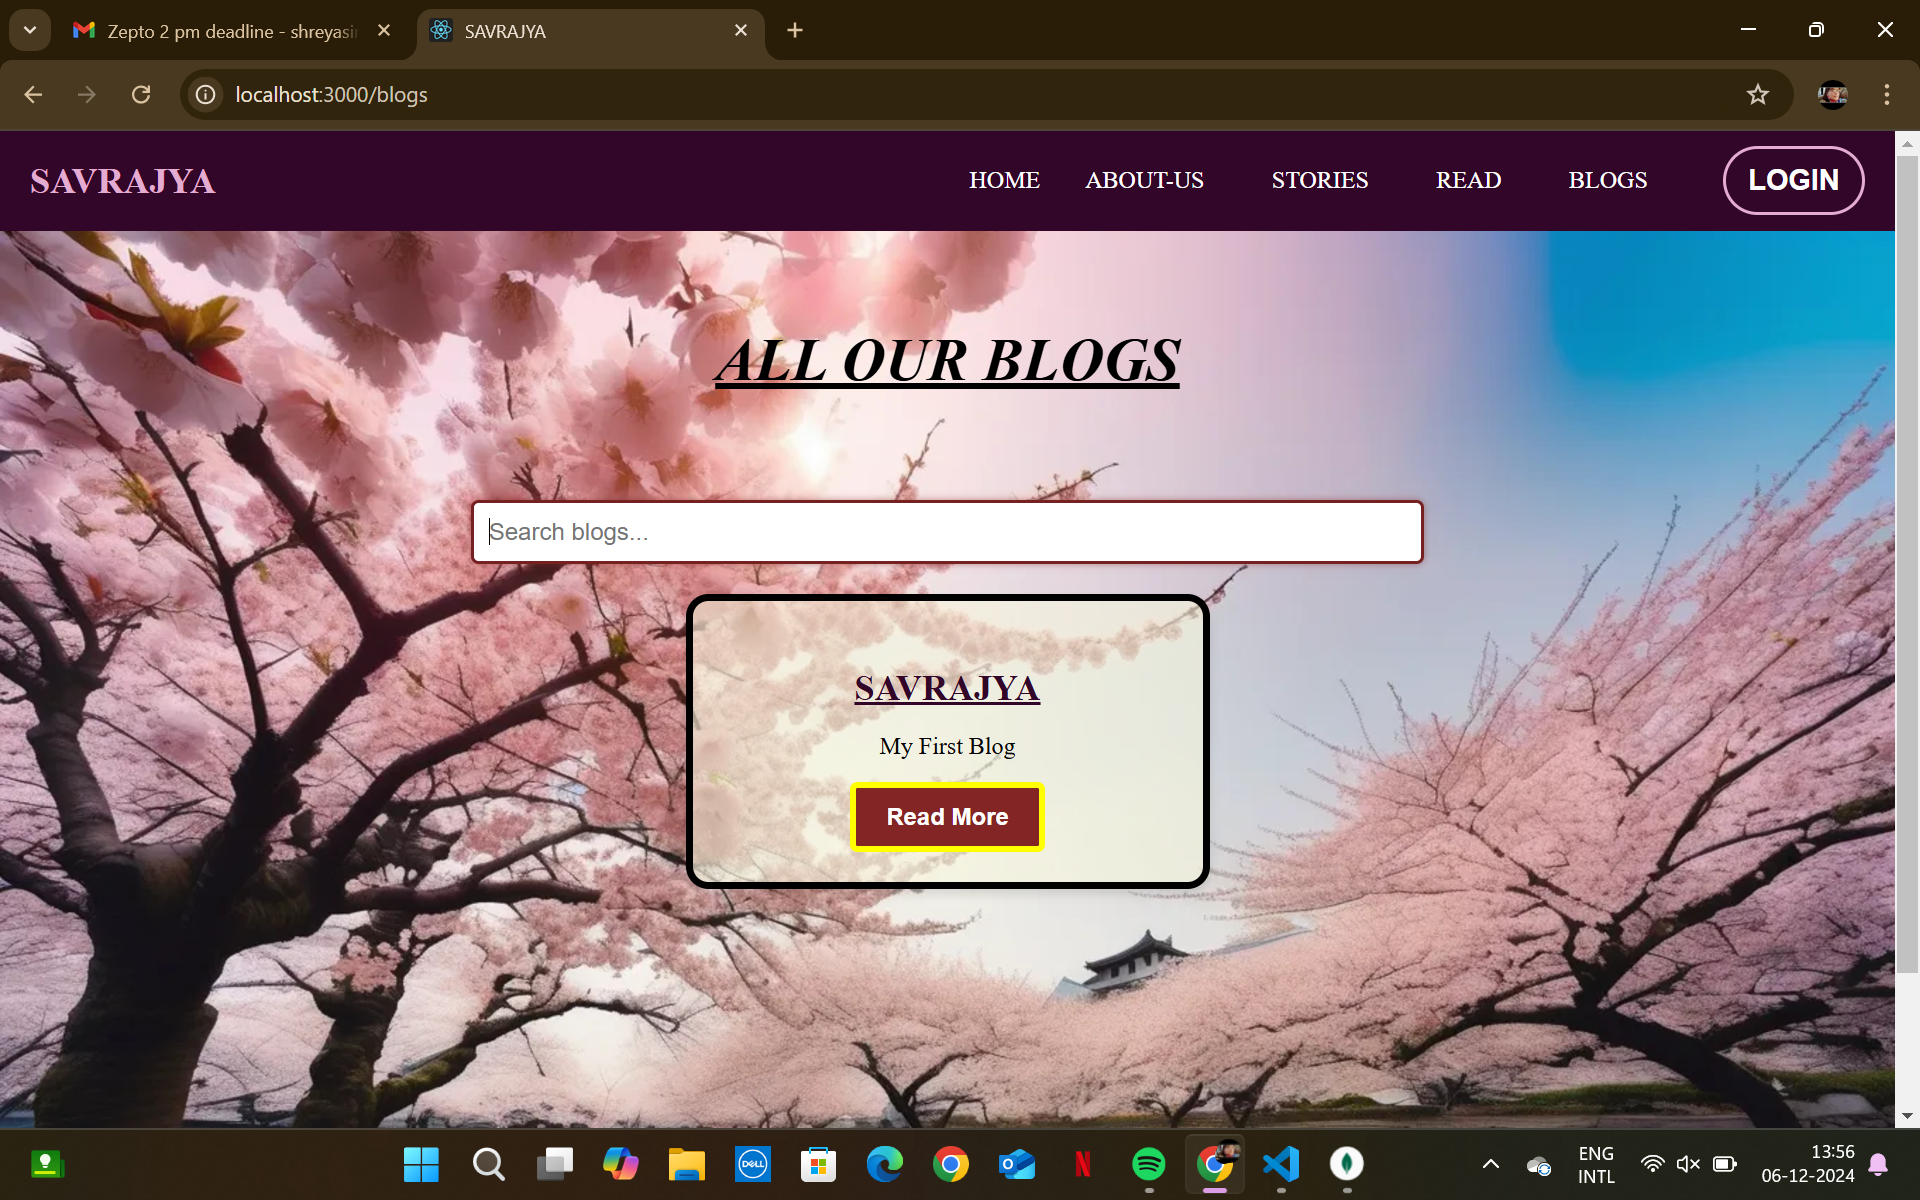 Zepto 2 pm deadline - shreyasi
SAVRAJYA
localhost:3000/blogs
SAVRAJYA
HOME ABOUT-US STORIES READ BLOGS LOGIN
ALL OUR BLOGS
Search blogs...
SAVRAJYA
My First Blog
Read More
DELL
N
ENG
INTL
13:56
06-12-2024